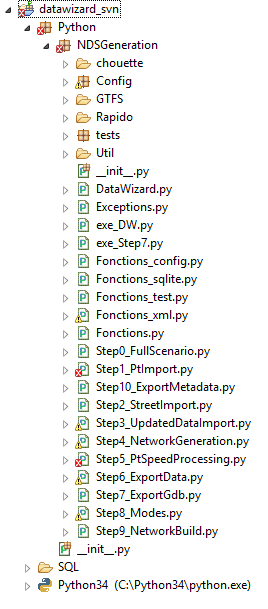 datawizard_svn
Python
NDSGeneration
chouette
Config
GTFS
Rapido
tests
Util
__init__.py
DataWizard.py
Exceptions.py
exe_DW.py
exe_Step7.py
Fonctions_config.py
Fonctions_sqlite.py
Fonctions_test.py
Fonctions_xml.py
Fonctions.py
Step0_FullScenario.py
Step1_PtImport.py
Step10_ExportMetadata.py
Step2_StreetImport.py
Step3_UpdatedDataImport.py
Step4_NetworkGeneration.py
Step5_PtSpeedProcessing.py
Step6_ExportData.py
Step7_ExportGdb.py
Step8_Modes.py
Step9_NetworkBuild.py
__init__.py
SQL
Python34 (C:\Python34\python.exe)